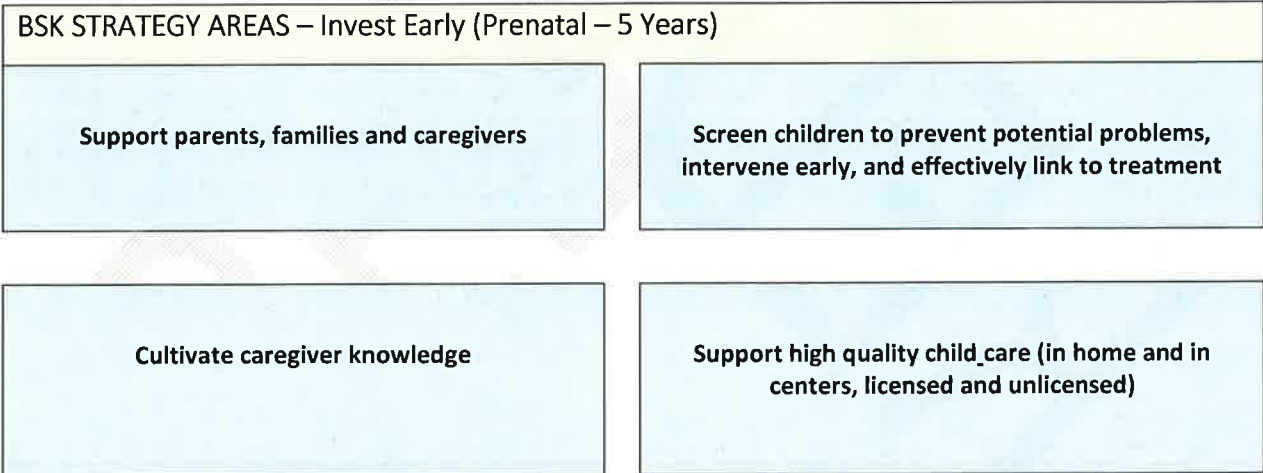 BSK STRATEGY AREAS – Invest Early (Prenatal – 5 Years)
Support parents, families and caregivers
Screen children to prevent potential problems,
intervene early, and effectively link to treatment
Cultivate caregiver knowledge
Support high quality child_care (in home and in
centers, licensed and unlicensed)